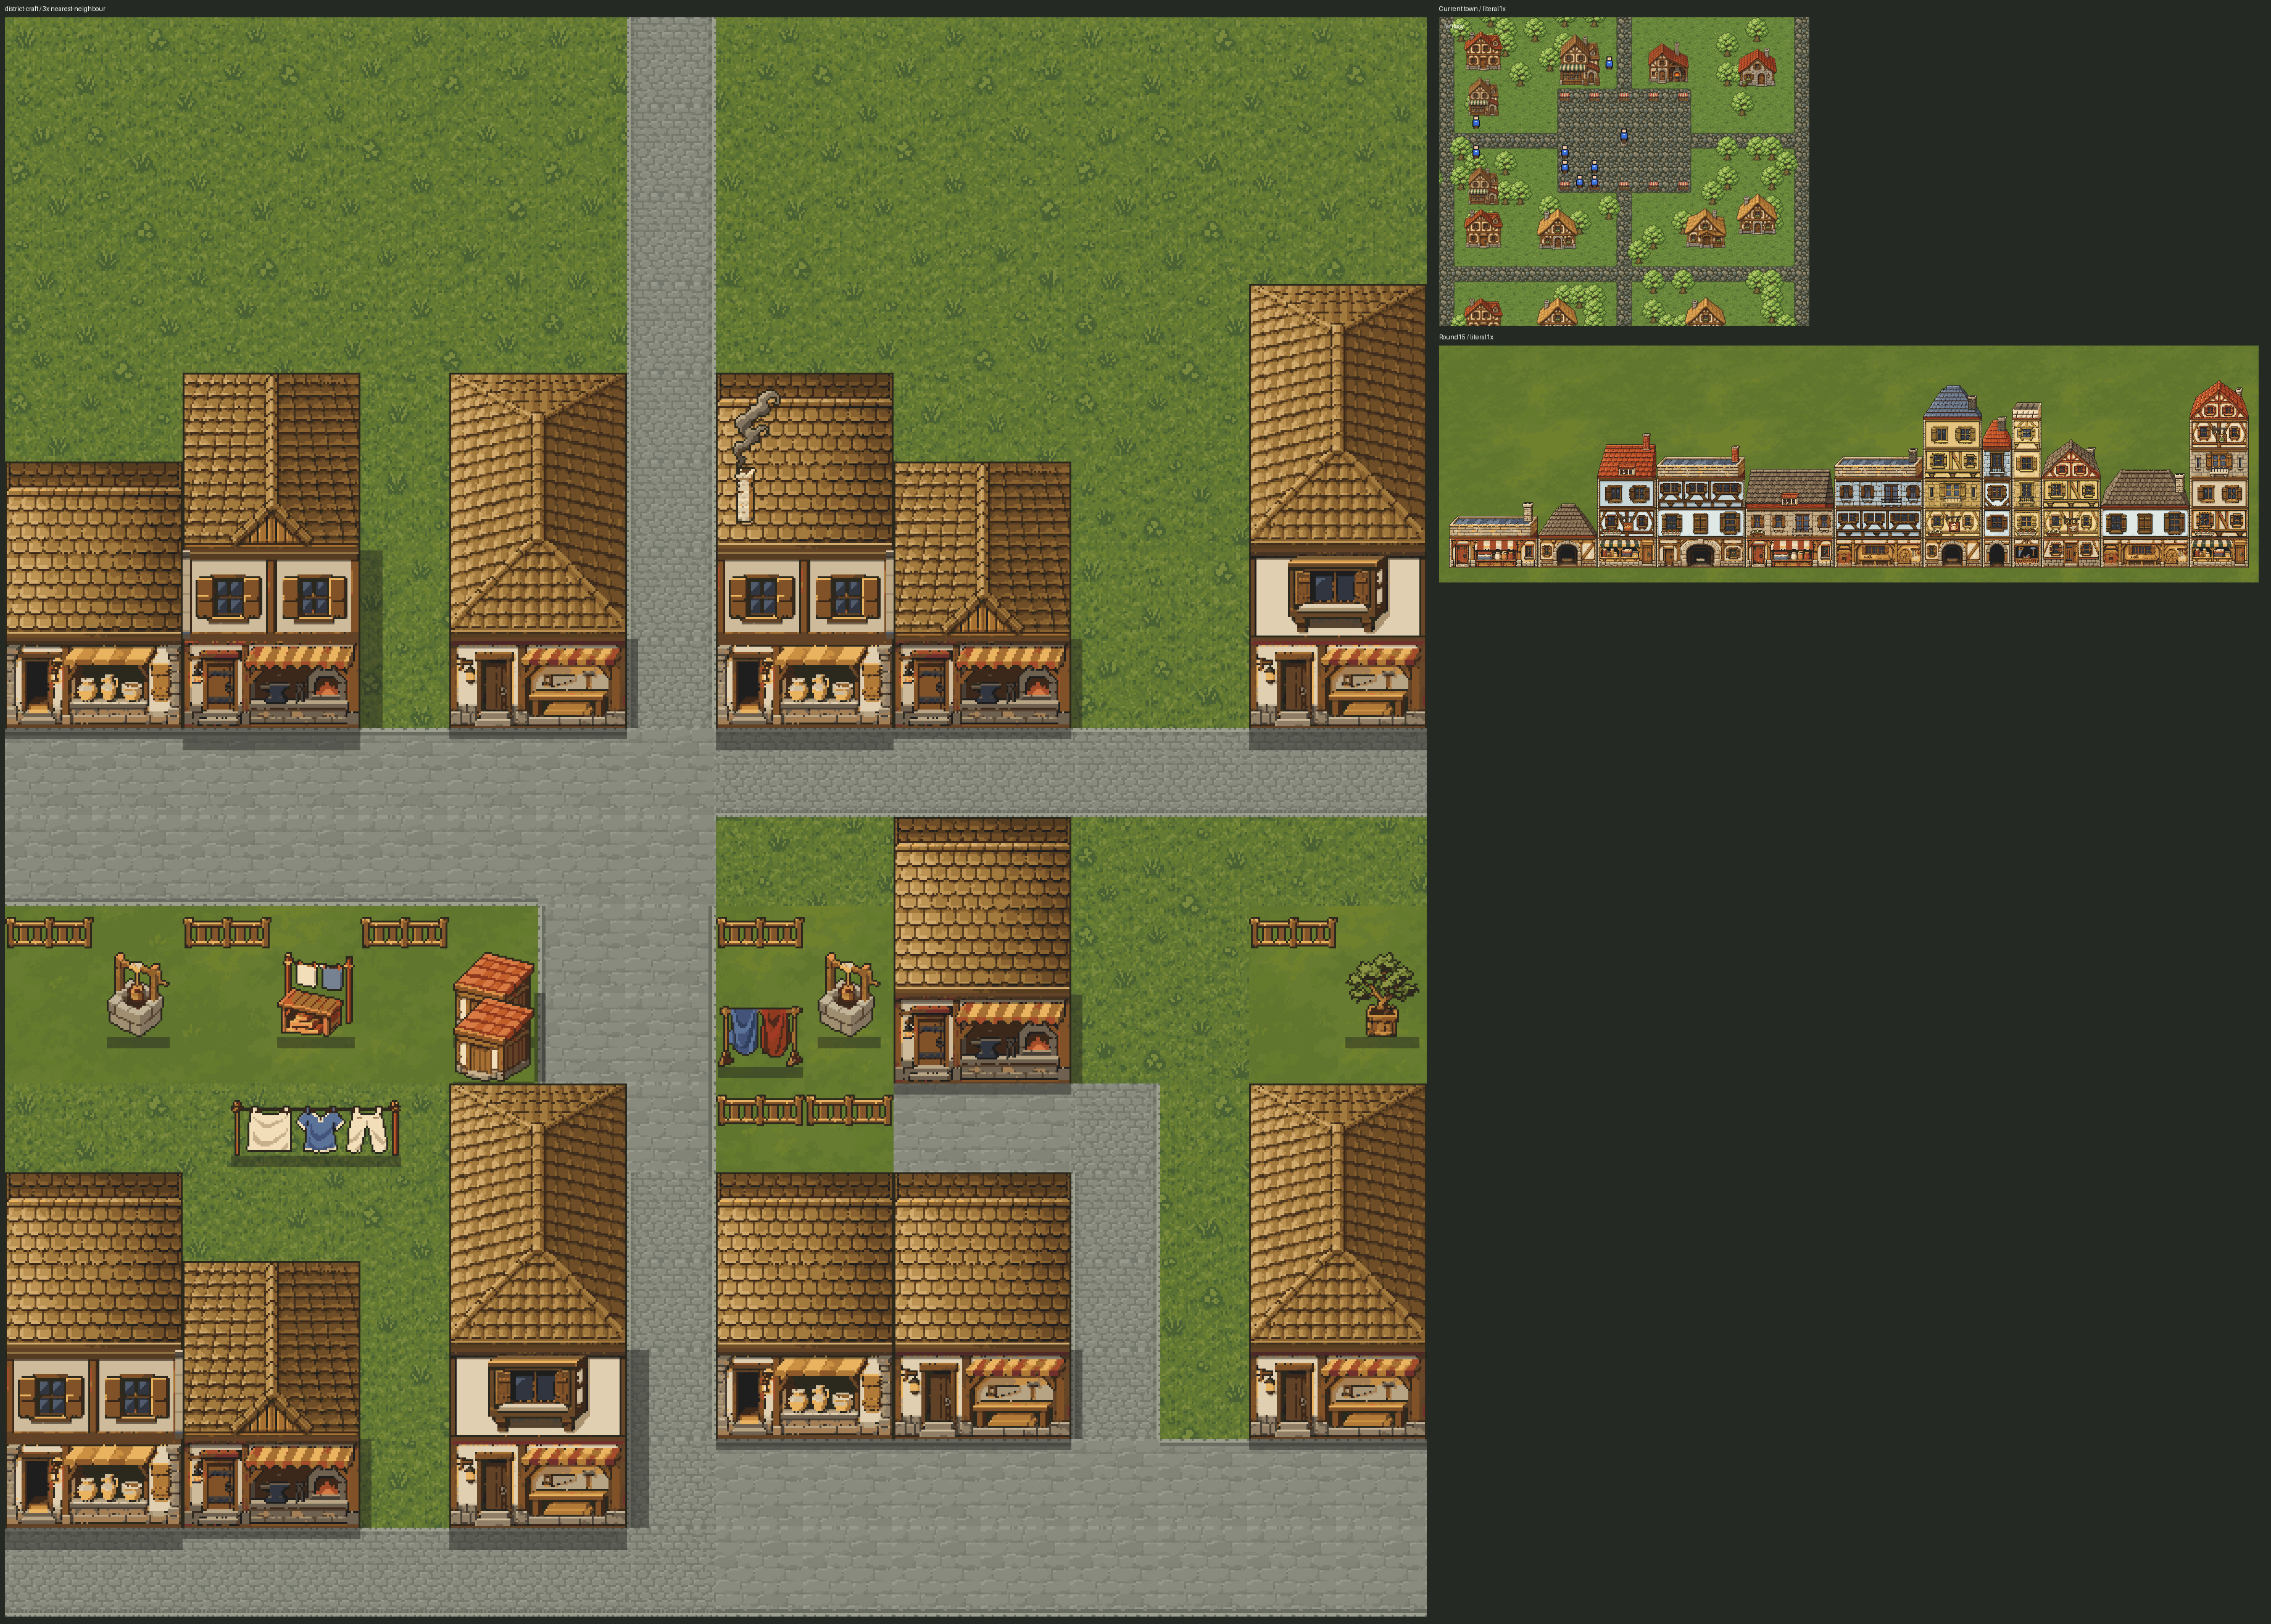 district-craft / 3x nearest-neighbour
Current town / literal 1x
Round15 / literal 1x